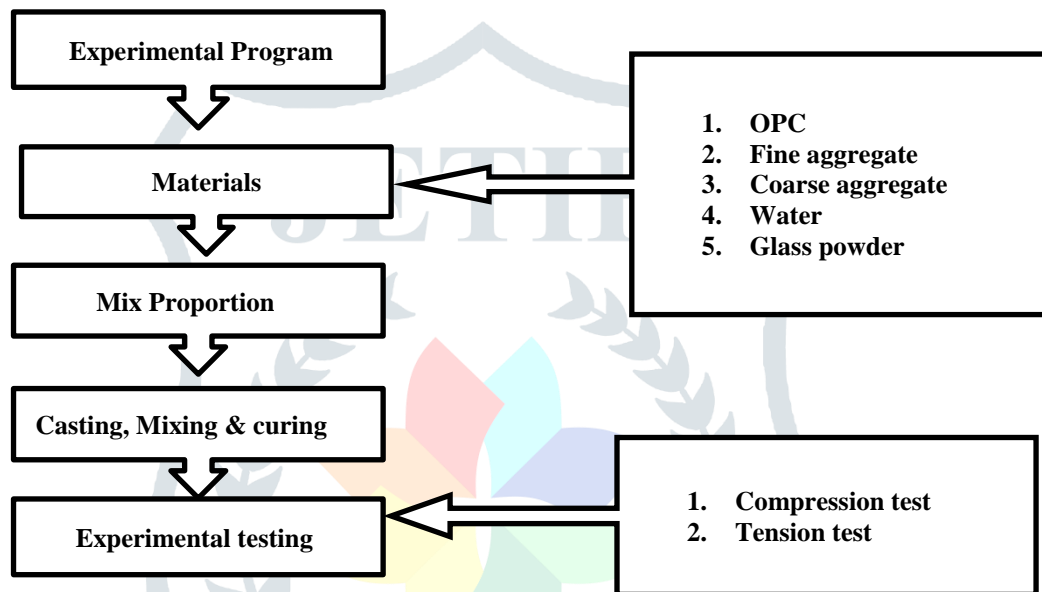 Experimental Program
Materials
1. OPC
2. Fine aggregate
3. Coarse aggregate
4. Water
5. Glass powder
Mix Proportion
Casting, Mixing & curing
Experimental testing
1. Compression test
2. Tension test